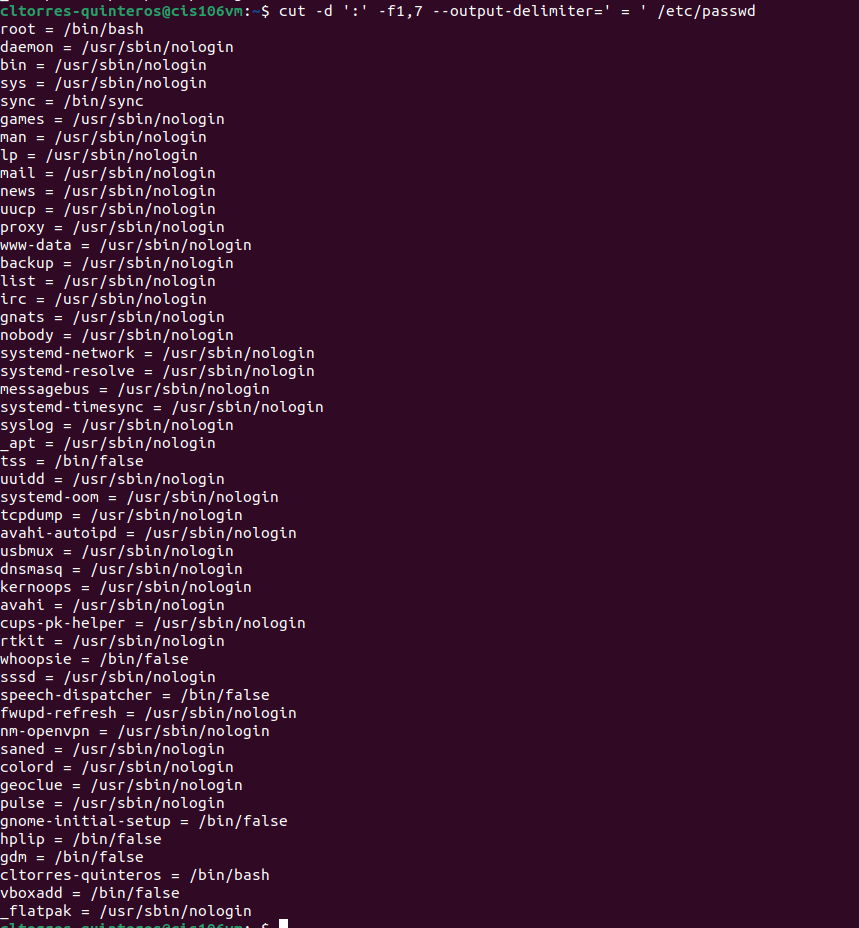 cltorres-quinteros@cis106vm:~$ cut -d ':' -f1,7 --output-delimiter=' = ' /etc/passwd
root = /bin/bash
daemon = /usr/sbin/nologin
bin = /usr/sbin/nologin
sys = /usr/sbin/nologin
sync = /bin/sync
games = /usr/sbin/nologin
man = /usr/sbin/nologin
lp = /usr/sbin/nologin
mail = /usr/sbin/nologin
news = /usr/sbin/nologin
uucp = /usr/sbin/nologin
proxy = /usr/sbin/nologin
www-data = /usr/sbin/nologin
backup = /usr/sbin/nologin
list = /usr/sbin/nologin
irc = /usr/sbin/nologin
gnats = /usr/sbin/nologin
nobody = /usr/sbin/nologin
systemd-network = /usr/sbin/nologin
systemd-resolve = /usr/sbin/nologin
messagebus = /usr/sbin/nologin
systemd-timesync = /usr/sbin/nologin
syslog = /usr/sbin/nologin
_apt = /usr/sbin/nologin
tss = /bin/false
uuidd = /usr/sbin/nologin
systemd-oom = /usr/sbin/nologin
tcpdump = /usr/sbin/nologin
avahi-autoipd = /usr/sbin/nologin
usbmux = /usr/sbin/nologin
dnsmasq = /usr/sbin/nologin
kernoops = /usr/sbin/nologin
avahi = /usr/sbin/nologin
cups-pk-helper = /usr/sbin/nologin
rtkit = /usr/sbin/nologin
whoopsie = /bin/false
sssd = /usr/sbin/nologin
speech-dispatcher = /bin/false
fwupd-refresh = /usr/sbin/nologin
nm-openvpn = /usr/sbin/nologin
saned = /usr/sbin/nologin
colord = /usr/sbin/nologin
geoclue = /usr/sbin/nologin
pulse = /usr/sbin/nologin
gnome-initial-setup = /bin/false
hplip = /bin/false
gdm = /bin/false
cltorres-quinteros = /bin/bash
vboxadd = /bin/false
_flatpak = /usr/sbin/nologin
cltorres-quinteros@cis106vm:~$